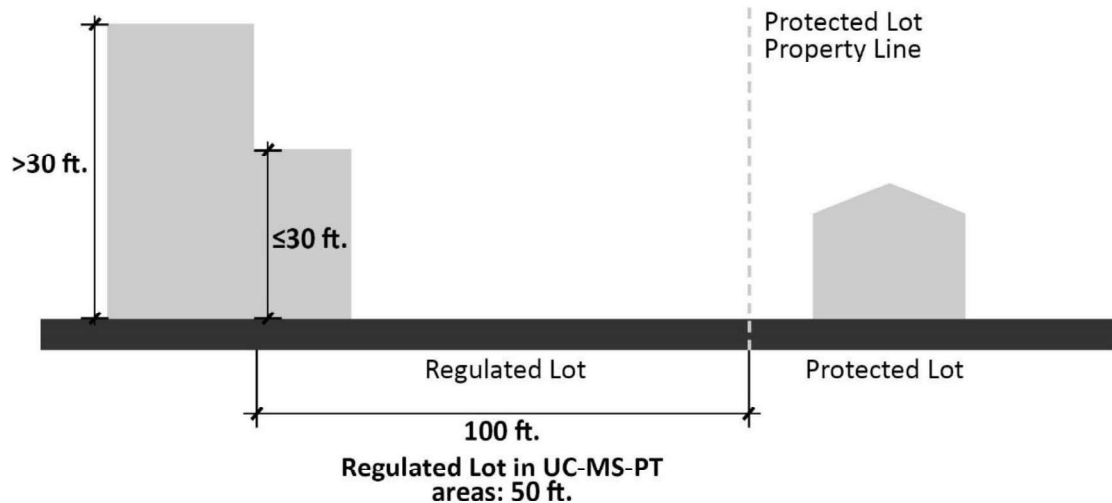 Protected Lot
Property Line
>30 ft.
≤30 ft.
Regulated Lot
Protected Lot
100 ft.
Regulated Lot in UC-MS-PT
areas: 50 ft.